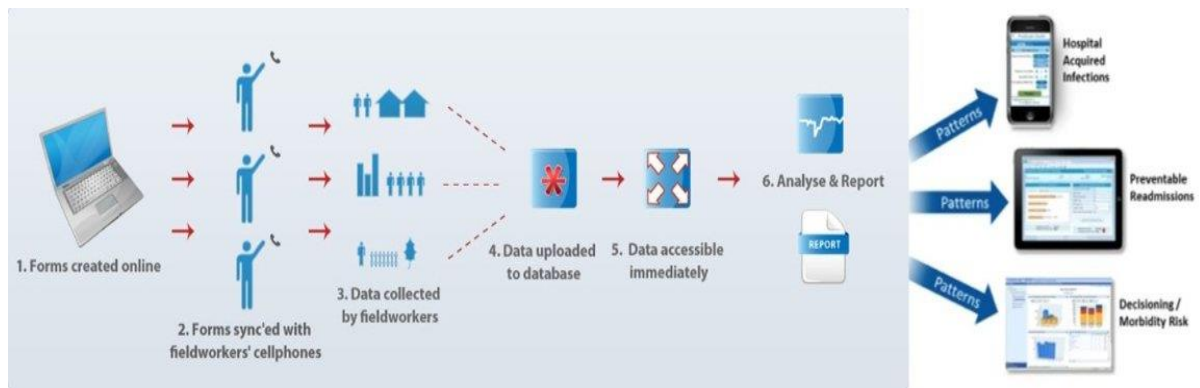 1. Forms created online
2. Forms sync'ed with
fieldworkers' cellphones
3. Data collected
by fieldworkers
4. Data uploaded
to database
5. Data accessible
immediately
6. Analyse & Report
REPORT
Patterns
Patterns
Patterns
Hospital
Acquired
Infections
Preventable
Readmissions
Decisioning /
Morbidity Risk